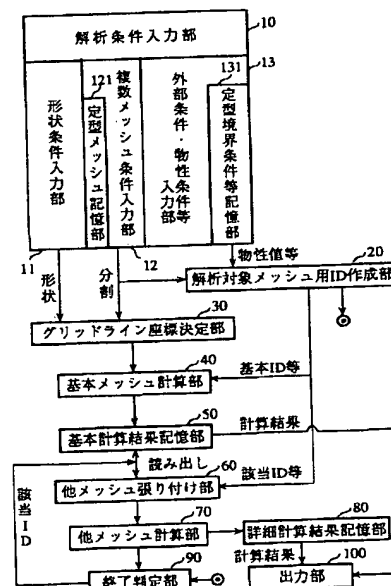 解析条件入力部
10
13
形状条件入力部
121
定型メッシュ記憶部
複数メッシュ条件入力部
外部条件・物性条件等
入力部
131
定型境界条件等記憶部
11
12
形状
分割
物性値等
20
解析対象メッシュ用ID作成部
30
グリッドライン座標決定部
40
基本ID等
基本メッシュ計算部
50
計算結果
基本計算結果記憶部
読み出し
60
該当ID等
該当ID
他メッシュ張り付け部
70
80
他メッシュ計算部
詳細計算結果記憶部
90
計算結果
100
終了判定部
出力部